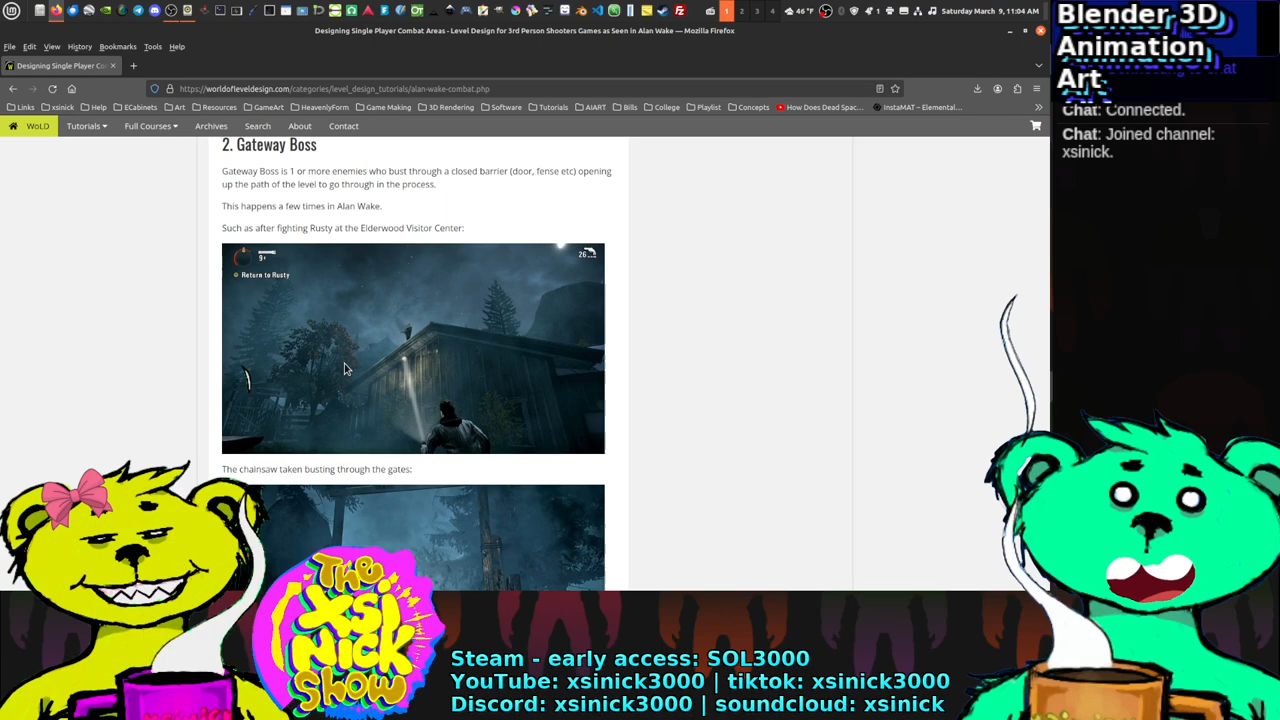 Saturday March 9, 11:04 AM
46 °F
1 2 3 4
Designing Single Player Combat Areas - Level Design for 3rd Person Shooters Games as Seen in Alan Wake — Mozilla Firefox
File Edit View History Bookmarks Tools Help
Designing Single Player Co
https://worldofleveldesign.com/categories/level_design_tutorials/alan-wake-combat.php
Links xsinick Help ECabinets Art Resources GameArt HeavenlyForm Game Making 3D Rendering Software Tutorials AIART Bills College Playlist Concepts How Does Dead Spac... InstaMAT – Elemental...
WoLD Tutorials Full Courses Archives Search About Contact
2. Gateway Boss
Gateway Boss is 1 or more enemies who bust through a closed barrier (door, fense etc) opening
up the path of the level to go through in the process.
This happens a few times in Alan Wake.
Such as after fighting Rusty at the Elderwood Visitor Center:
9
26
Return to Rusty
The chainsaw taken busting through the gates:
Blender 3D
Animation
Art
Chat: Connected.
Chat: Joined channel:
xsinick.
The
xsi
Nick
Show
Steam - early access: SOL3000
YouTube: xsinick3000 | tiktok: xsinick3000
Discord: xsinick3000 | soundcloud: xsinick